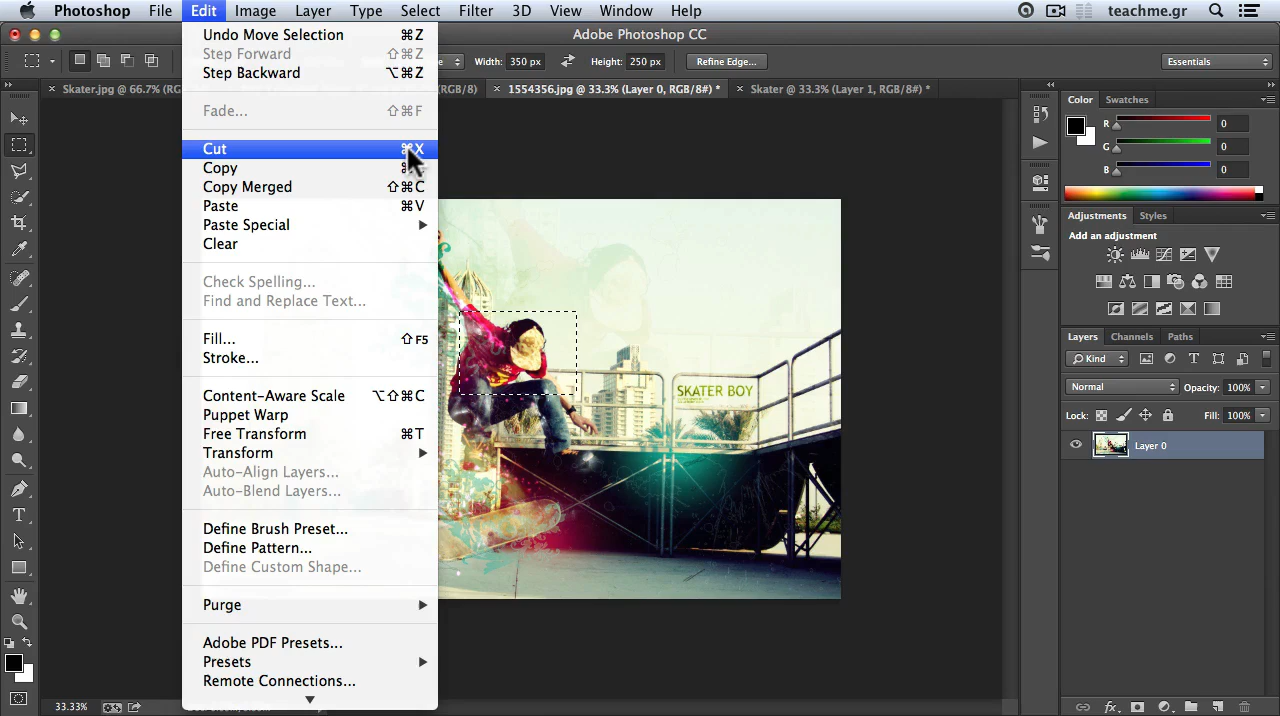 Photoshop File Edit Image Layer Type Select Filter 3D View Window Help teachme.gr
Adobe Photoshop CC
Width: 350 px Height: 250 px Refine Edge... Essentials
Skater.jpg @ 66.7% (RG GB/8) 1554356.jpg @ 33.3% (Layer 0, RGB/8#) * Skater @ 33.3% (Layer 1, RGB/8#) *
Undo Move Selection ⌘Z
Step Forward ⇧⌘Z
Step Backward ⌥⌘Z
Fade... ⇧⌘F
Cut ⌘X
Copy
Copy Merged ⇧⌘C
Paste ⌘V
Paste Special
Clear
Check Spelling...
Find and Replace Text...
Fill... ⇧F5
Stroke...
Content-Aware Scale ⌥⇧⌘C
Puppet Warp
Free Transform ⌘T
Transform
Auto-Align Layers...
Auto-Blend Layers...
Define Brush Preset...
Define Pattern...
Define Custom Shape...
Purge
Adobe PDF Presets...
Presets
Remote Connections...
SKATER BOY
Color Swatches
R 0
G 0
B 0
Adjustments Styles
Add an adjustment
Layers Channels Paths
Kind
Normal Opacity: 100%
Lock: Fill: 100%
Layer 0
33.33%